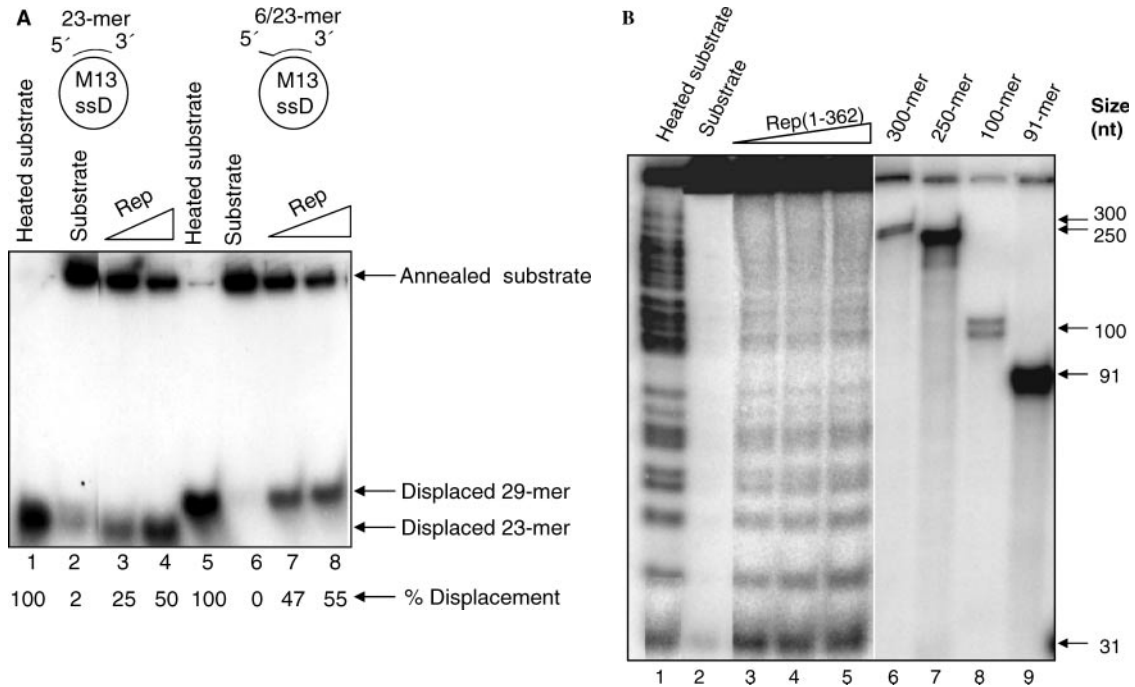 A
23-mer
5´ 3´
M13
ssD
6/23-mer
5´ 3´
M13
ssD
Heated substrate
Substrate
Rep
Heated substrate
Substrate
Rep
Annealed substrate
Displaced 29-mer
Displaced 23-mer
1 2 3 4 5 6 7 8
100 2 25 50 100 0 47 55 % Displacement
B
Heated substrate
Substrate
Rep(1-362)
300-mer
250-mer
100-mer
91-mer
Size
(nt)
300
250
100
91
31
1 2 3 4 5 6 7 8 9